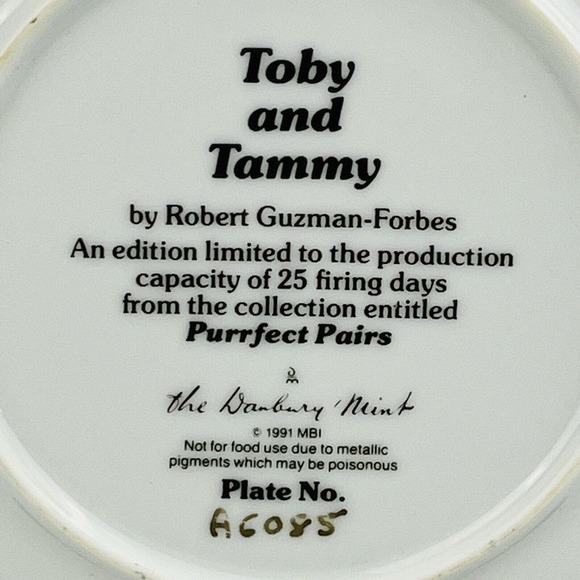 Toby
and
Tammy
by Robert Guzman-Forbes
An edition limited to the production
capacity of 25 firing days
from the collection entitled
Purrfect Pairs
DM
the Danbury Mint
© 1991 MBI
Not for food use due to metallic
pigments which may be poisonous
Plate No.
A6085